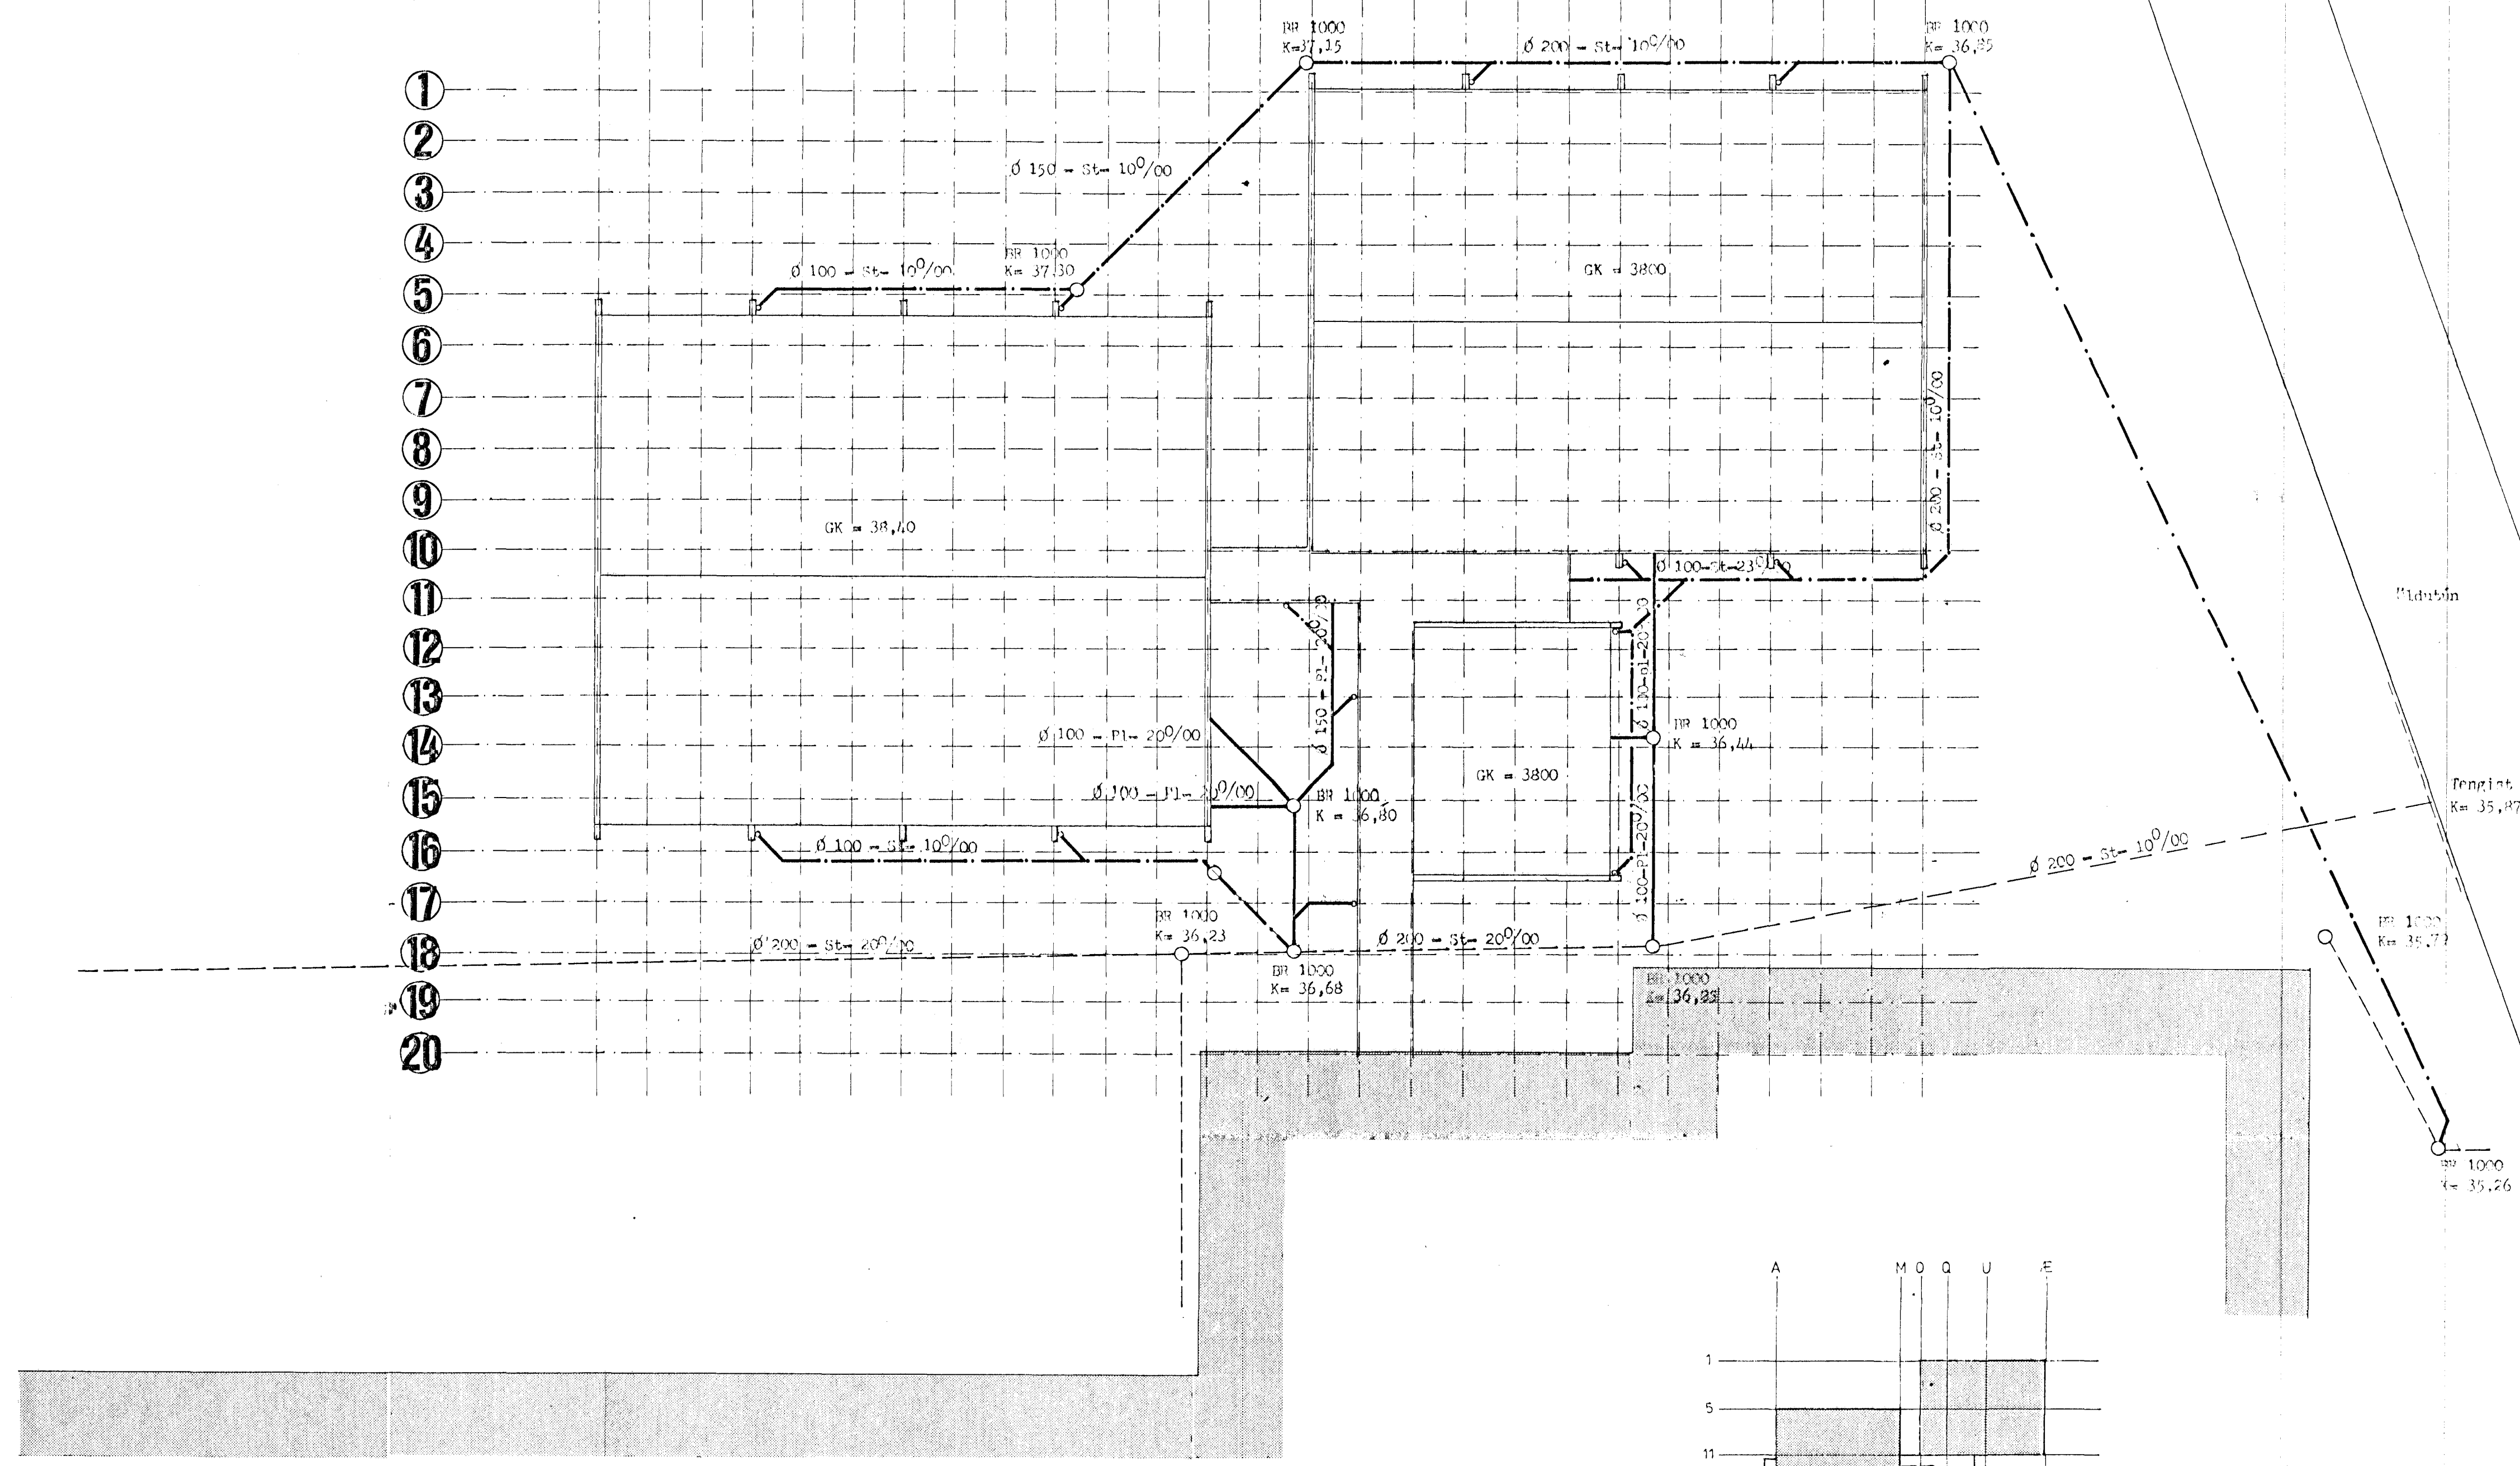 BR 1000
K=37,15
Ø 200 - St- 10⁰/00
BR 1000
K= 36,85
1
2
3
Ø 150 - St- 10⁰/00
4
BR 1000
K= 37,30
Ø 100 - St- 10⁰/00
GK = 3800
5
6
7
Ø 200 - St- 10⁰/00
8
9
GK = 38,40
10
Ø 100-St-23⁰/00
11
Ø 150 - Pl- 20⁰/00
12
Ø 100-Pl-20⁰/00
13
Ø 100 - Pl- 20⁰/00
BR 1000
K = 36,44
14
GK = 3800
Tengist
K= 35,87
15
Ø 100 - Pl- 20⁰/00
BR 1000
K = 36,80
16
Ø 100 - St- 10⁰/00
Ø 100-Pl-20⁰/00
Ø 200 - St- 10⁰/00
17
BR 1000
K= 36,23
BR 1000
18
Ø 200 - St- 20⁰/00
Ø 200 - St- 20⁰/00
BR 1000
K= 36,68
BR 1000
19
20
BR 1000
K= 35,26
A M O Q U Æ
1
5
11